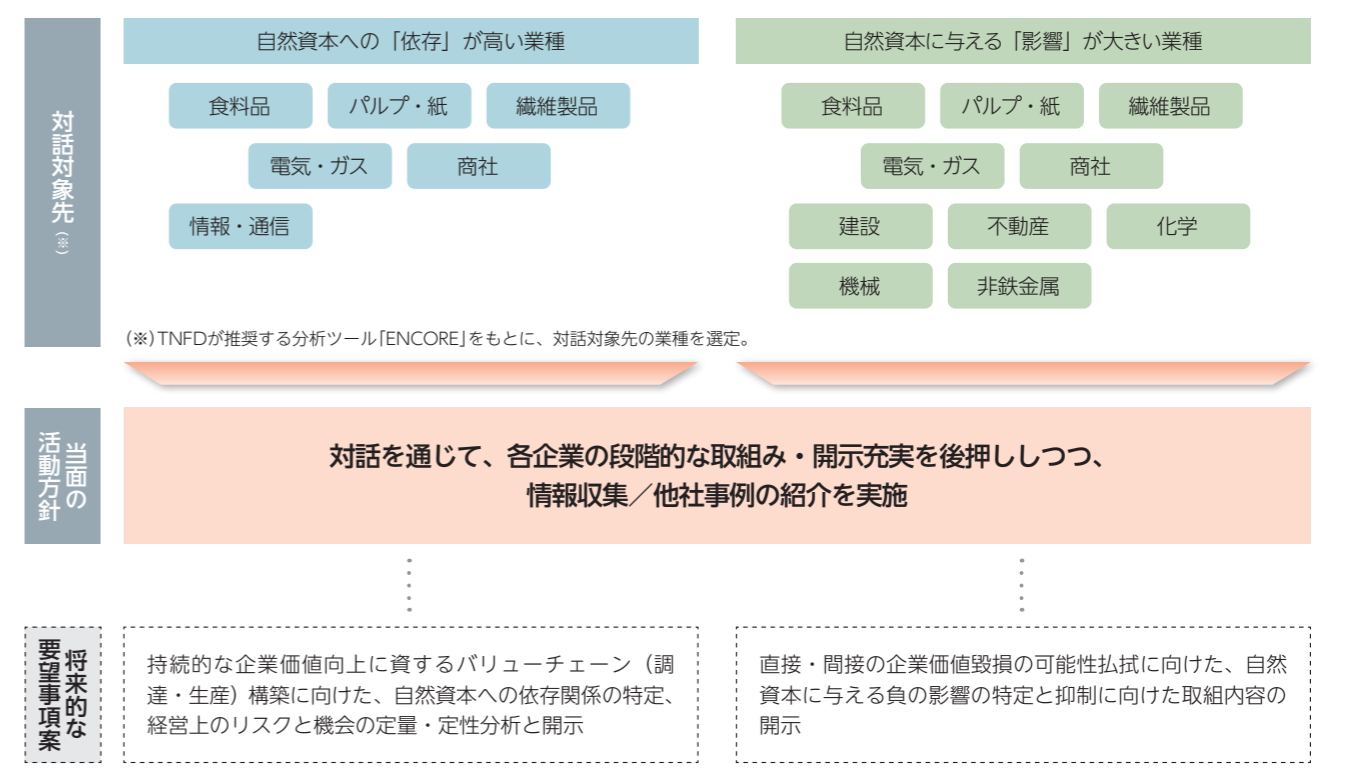 対話対象先(※)
自然資本への「依存」が高い業種
食料品
パルプ・紙
繊維製品
電気・ガス
商社
情報・通信
自然資本に与える「影響」が大きい業種
食料品
パルプ・紙
繊維製品
電気・ガス
商社
建設
不動産
化学
機械
非鉄金属
(※)TNFDが推奨する分析ツール「ENCORE」をもとに、対話対象先の業種を選定。
当面の
活動方針
対話を通じて、各企業の段階的な取組み・開示充実を後押ししつつ、
情報収集／他社事例の紹介を実施
将来的な
要望事項案
持続的な企業価値向上に資するバリューチェーン（調
達・生産）構築に向けた、自然資本への依存関係の特定、
経営上のリスクと機会の定量・定性分析と開示
直接・間接の企業価値毀損の可能性払拭に向けた、自然
資本に与える負の影響の特定と抑制に向けた取組内容の
開示